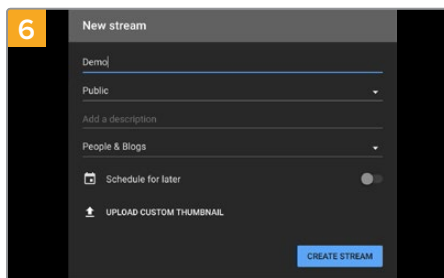 6
New stream
Demo
Public
Add a description
People & Blogs
Schedule for later
UPLOAD CUSTOM THUMBNAIL
CREATE STREAM